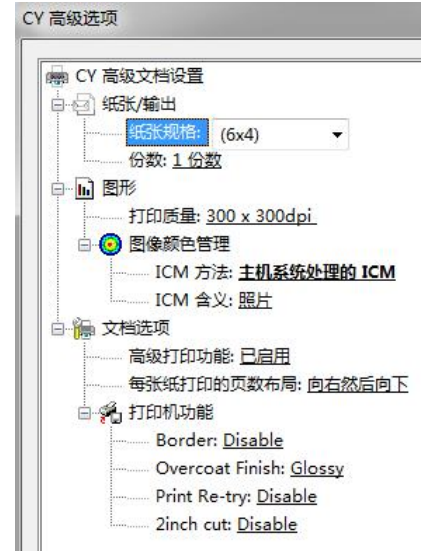 CY 高级选项
CY 高级文档设置
纸张/输出
纸张规格: (6x4)
份数: 1 份数
图形
打印质量: 300 x 300dpi
图像颜色管理
ICM 方法: 主机系统处理的 ICM
ICM 含义: 照片
文档选项
高级打印功能: 已启用
每张纸打印的页数布局: 向右然后向下
打印机功能
Border: Disable
Overcoat Finish: Glossy
Print Re-try: Disable
2inch cut: Disable